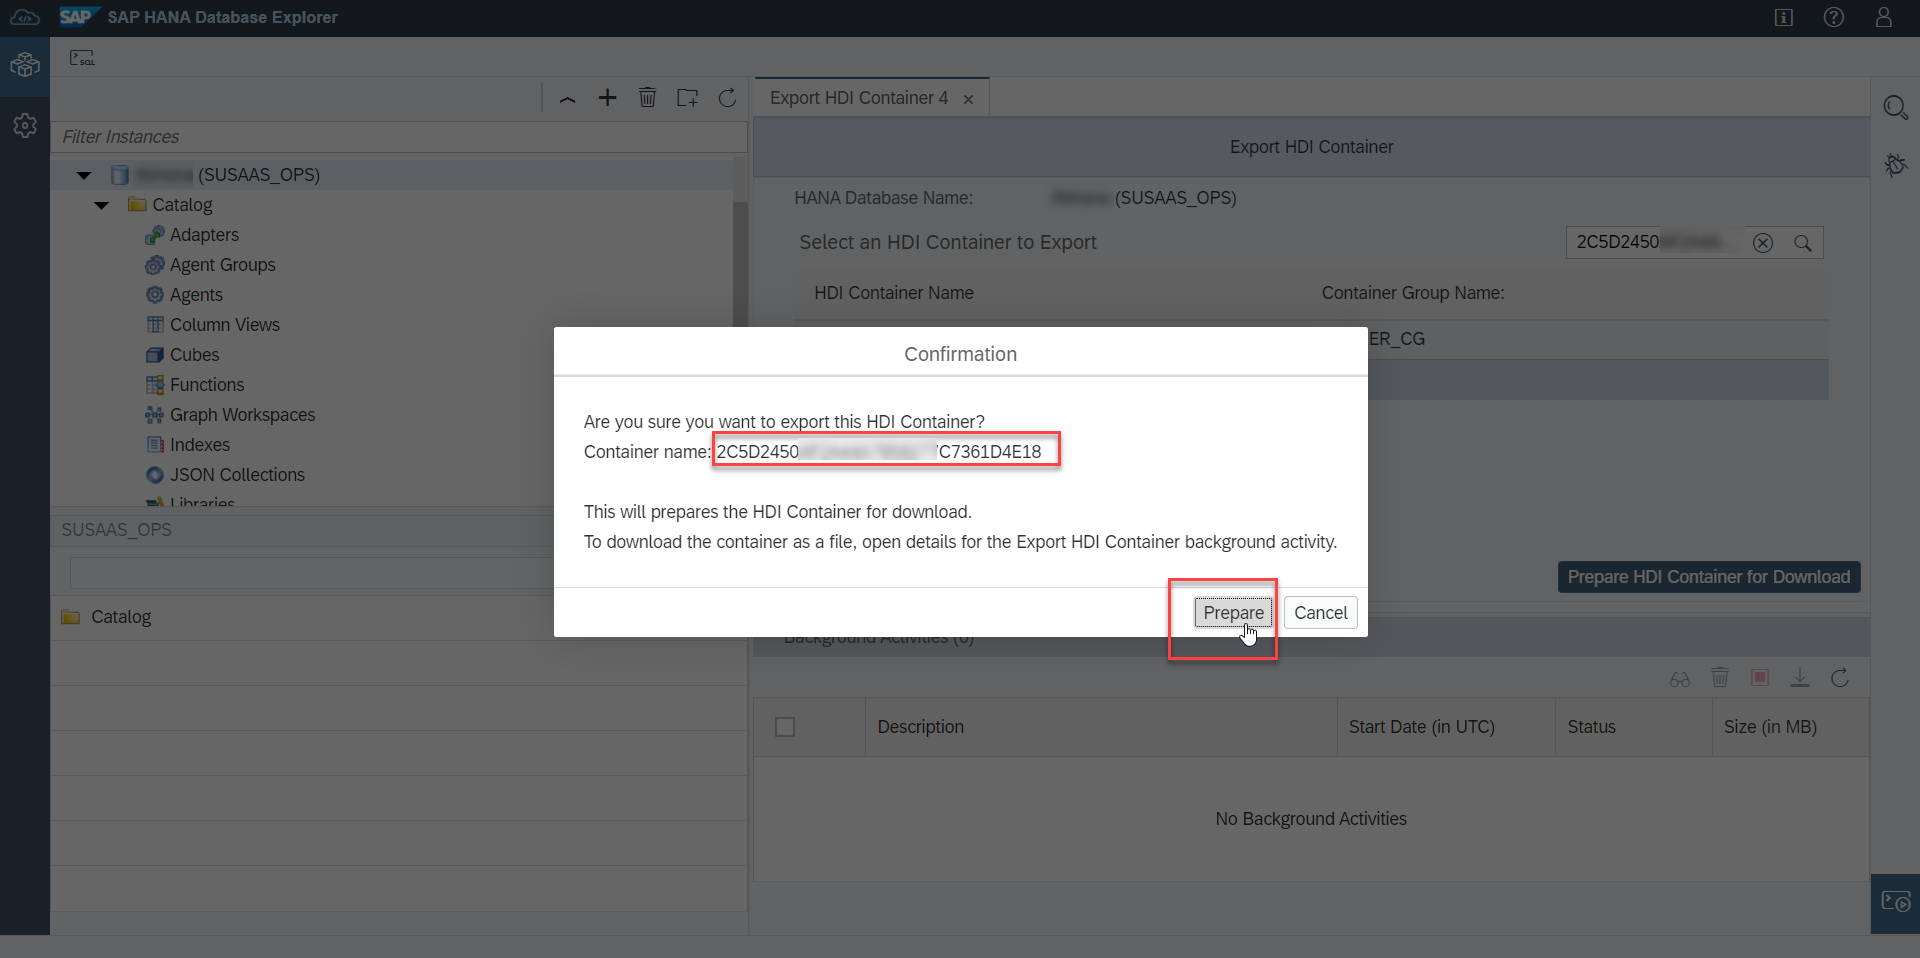 SAP SAP HANA Database Explorer
SQL
Filter Instances
(SUSAAS_OPS)
Catalog
Adapters
Agent Groups
Agents
Column Views
Cubes
Functions
Graph Workspaces
Indexes
JSON Collections
Libraries
SUSAAS_OPS
Catalog
Export HDI Container 4
Export HDI Container
HANA Database Name: (SUSAAS_OPS)
Select an HDI Container to Export
2C5D2450
HDI Container Name Container Group Name:
ER_CG
Confirmation
Are you sure you want to export this HDI Container?
Container name: 2C5D2450 C7361D4E18
This will prepares the HDI Container for download.
To download the container as a file, open details for the Export HDI Container background activity.
Prepare Cancel
Prepare HDI Container for Download
Background Activities (0)
Description Start Date (in UTC) Status Size (in MB)
No Background Activities